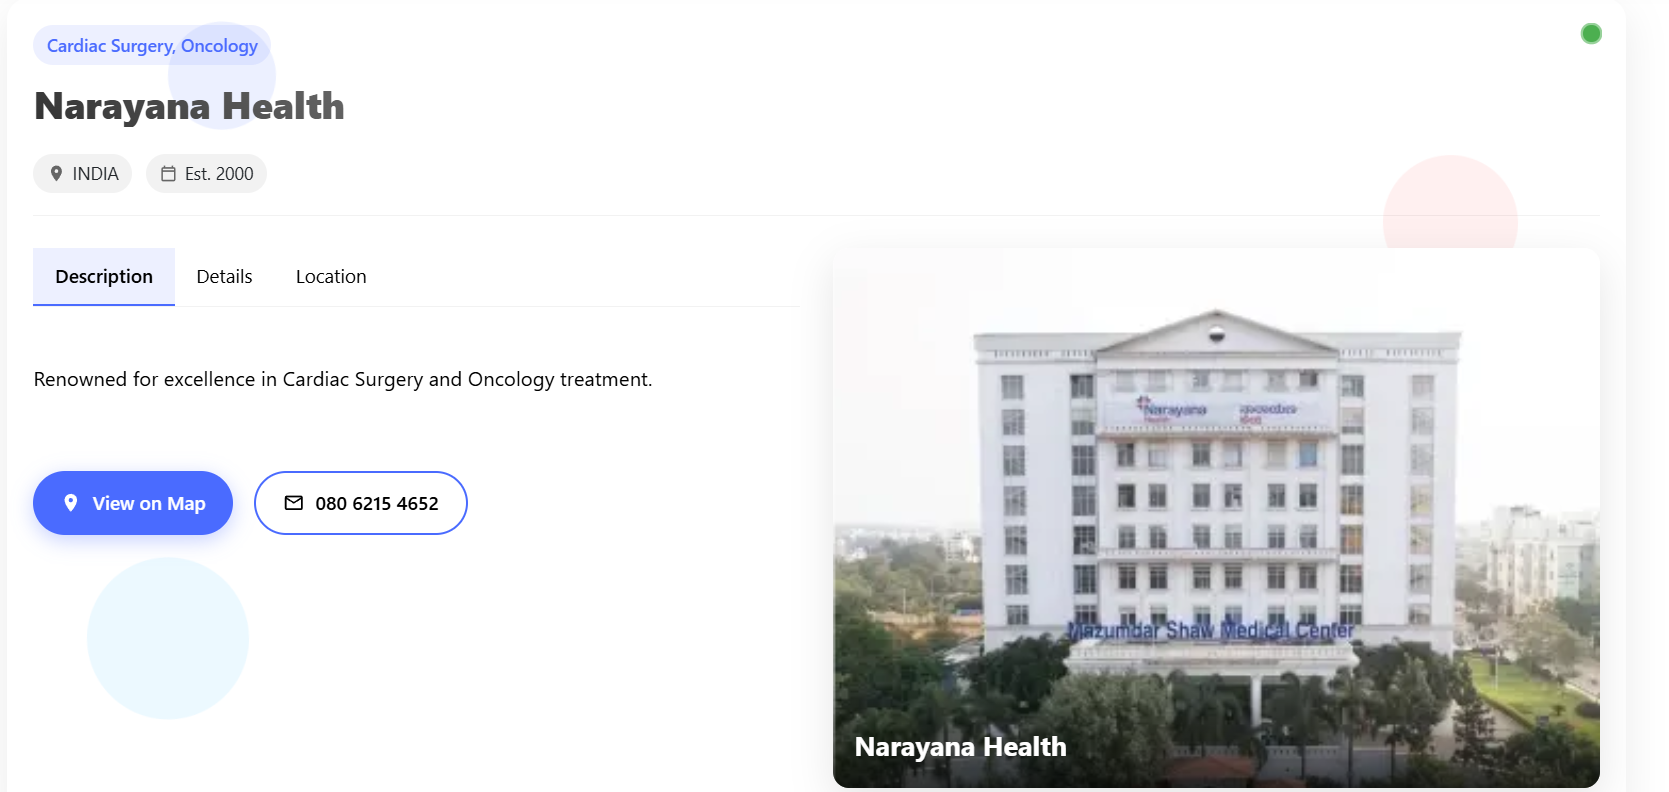 Cardiac Surgery, Oncology
Narayana Health
INDIA
Est. 2000
Description
Details
Location
Renowned for excellence in Cardiac Surgery and Oncology treatment.
View on Map
080 6215 4652
Narayana
Health
Mazumdar Shaw Medical Center
Narayana Health